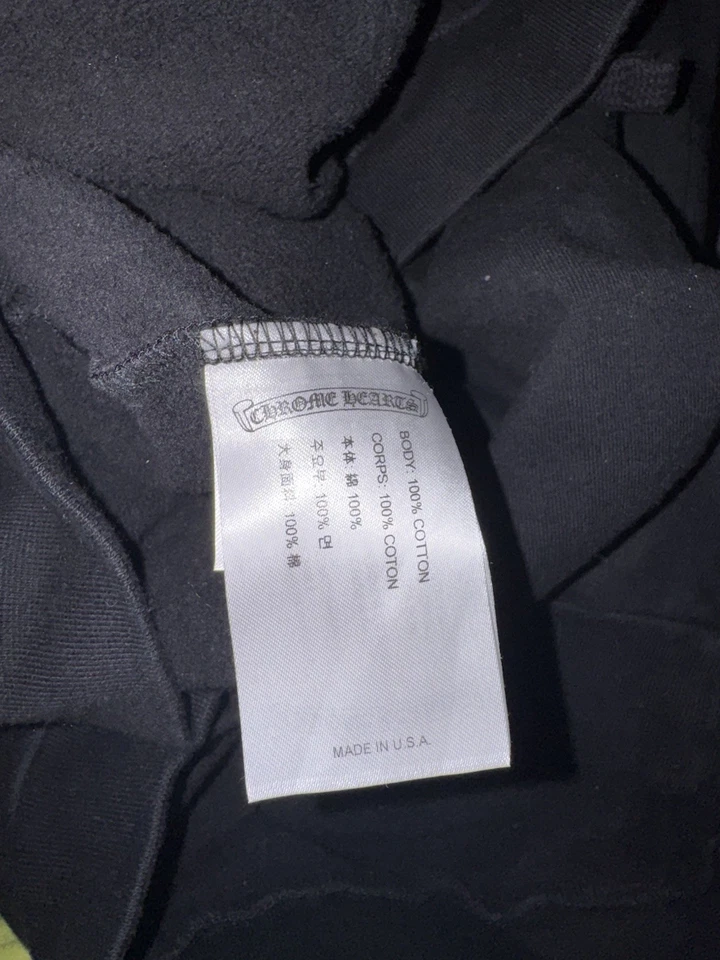 CHROME HEARTS
BODY: 100% COTTON
CORPS: 100% COTON
本体 綿 100%
주요부 100% 면
大身面料 100% 棉
MADE IN U.S.A.